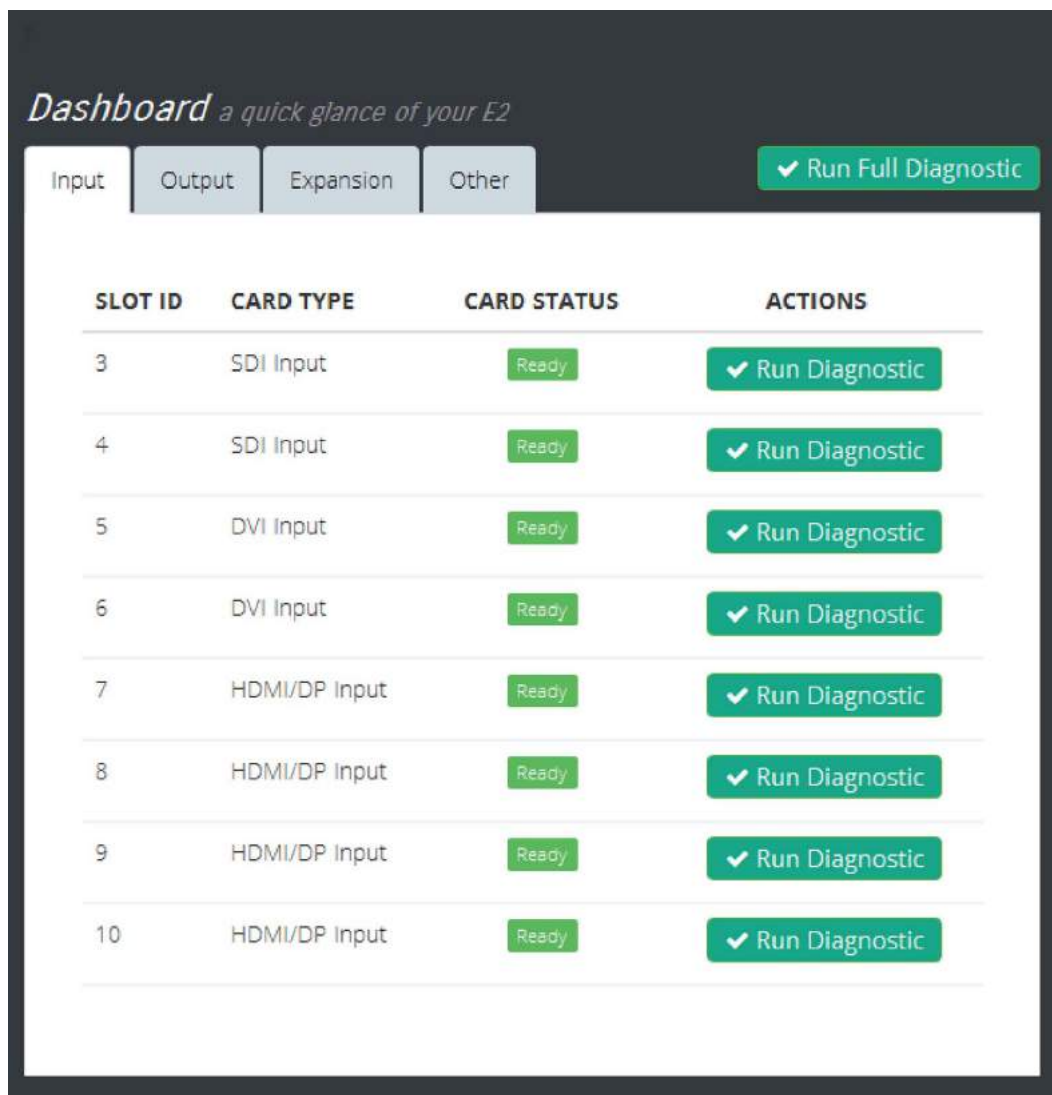 Dashboard a quick glance of your E2
Input Output Expansion Other Run Full Diagnostic
SLOT ID CARD TYPE CARD STATUS ACTIONS
3 SDI Input Ready Run Diagnostic
4 SDI Input Ready Run Diagnostic
5 DVI Input Ready Run Diagnostic
6 DVI Input Ready Run Diagnostic
7 HDMI/DP Input Ready Run Diagnostic
8 HDMI/DP Input Ready Run Diagnostic
9 HDMI/DP Input Ready Run Diagnostic
10 HDMI/DP Input Ready Run Diagnostic